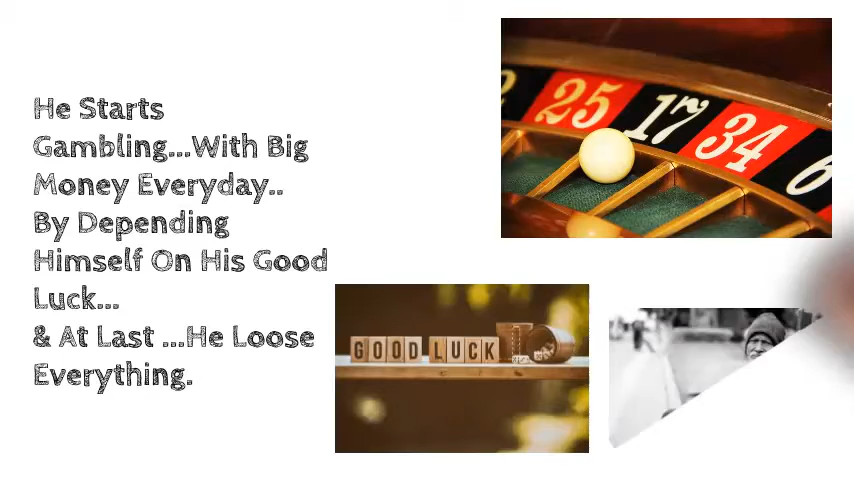 He Starts
Gambling...With Big
Money Everyday..
By Depending
Himself On His Good
Luck...
& At Last ...He Loose
Everything.
25 17 34 6
GOOD LUCK